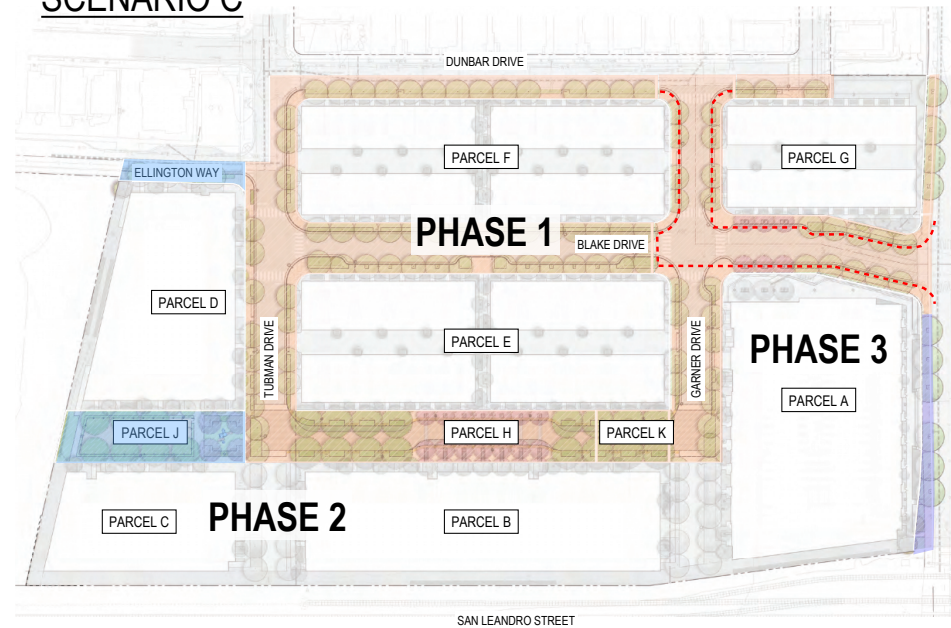 SCENARIO C
DUNBAR DRIVE
PARCEL F
PARCEL G
ELLINGTON WAY
PHASE 1
BLAKE DRIVE
PARCEL D
TUBMAN DRIVE
PARCEL E
GARNER DRIVE
PHASE 3
PARCEL A
PARCEL J
PARCEL H
PARCEL K
PARCEL C
PHASE 2
PARCEL B
SAN LEANDRO STREET